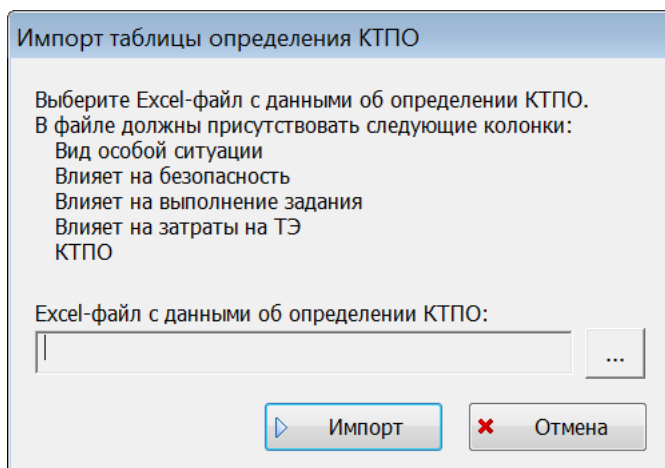 Импорт таблицы определения КТПО
Выберите Excel-файл с данными об определении КТПО.
В файле должны присутствовать следующие колонки:
Вид особой ситуации
Влияет на безопасность
Влияет на выполнение задания
Влияет на затраты на ТЭ
КТПО
Excel-файл с данными об определении КТПО:
...
Импорт
Отмена